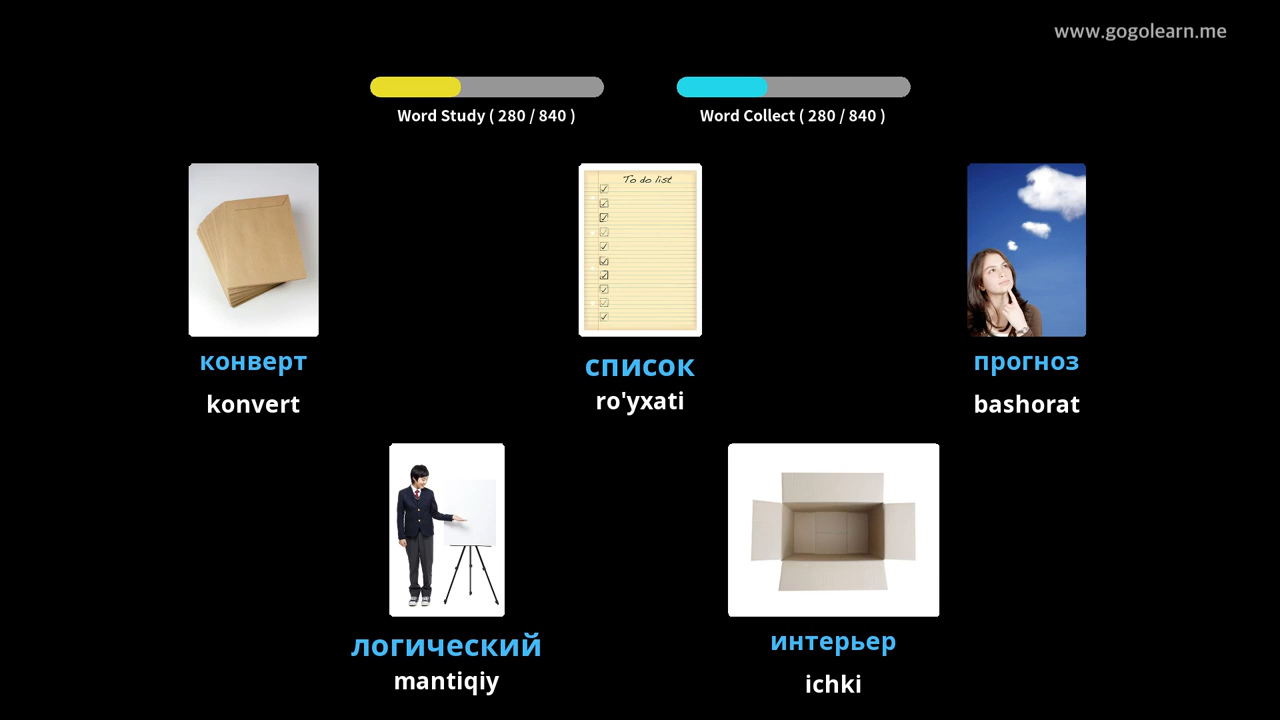 www.gogolearn.me
Word Study ( 280 / 840 )
Word Collect ( 280 / 840 )
To do list
конверт
konvert
список
ro'yxati
прогноз
bashorat
логический
mantiqiy
интерьер
ichki